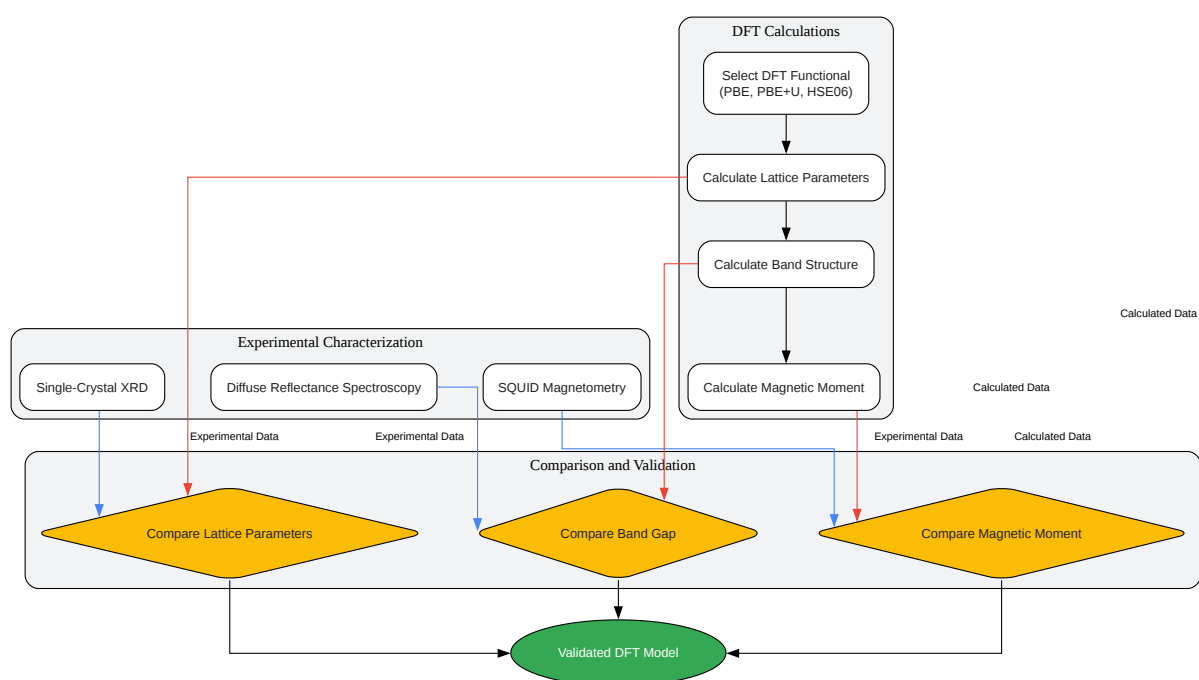 DFT Calculations
Select DFT Functional
(PBE, PBE+U, HSE06)
Calculate Lattice Parameters
Calculate Band Structure
Calculated Data
Experimental Characterization
Single-Crystal XRD
Diffuse Reflectance Spectroscopy
SQUID Magnetometry
Calculate Magnetic Moment
Calculated Data
Experimental Data
Experimental Data
Experimental Data
Calculated Data
Comparison and Validation
Compare Lattice Parameters
Compare Band Gap
Compare Magnetic Moment
Validated DFT Model